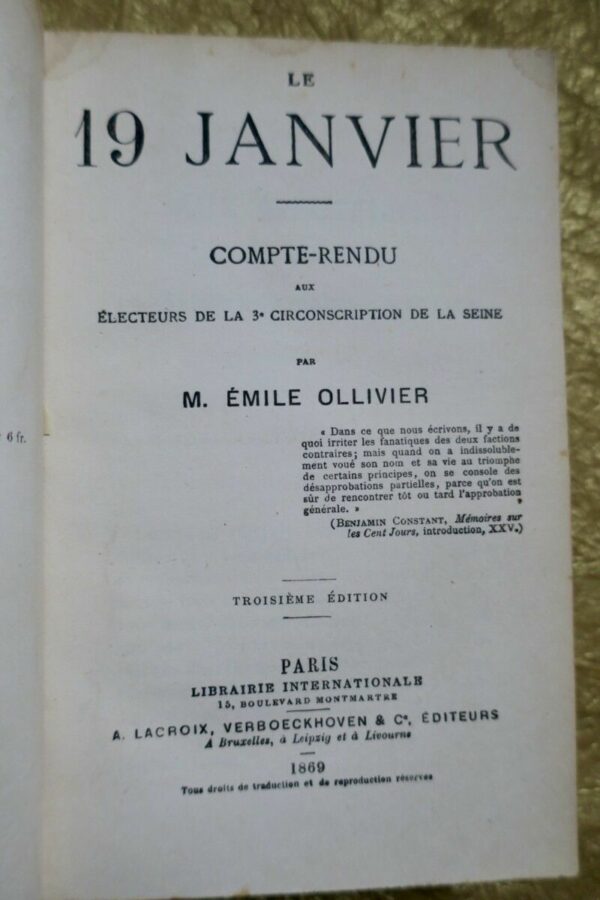 LE
19 JANVIER
COMPTE-RENDU
AUX
ÉLECTEURS DE LA 3e CIRCONSCRIPTION DE LA SEINE
PAR
M. ÉMILE OLLIVIER
« Dans ce que nous écrivons, il y a de
quoi irriter les fanatiques des deux factions
contraires; mais quand on a indissoluble-
ment voué son nom et sa vie au triomphe
de certains principes, on se console des
désapprobations partielles, parce qu'on est
sûr de rencontrer tôt ou tard l'approbation
générale. »
(BENJAMIN CONSTANT, Mémoires sur
les Cent Jours, introduction, XXV.)
6 fr.
TROISIÈME ÉDITION
PARIS
LIBRAIRIE INTERNATIONALE
15, BOULEVARD MONTMARTRE
A. LACROIX, VERBOECKHOVEN & Ce, ÉDITEURS
A Bruxelles, à Leipzig et à Livourne
1869
Tous droits de traduction et de reproduction réservés